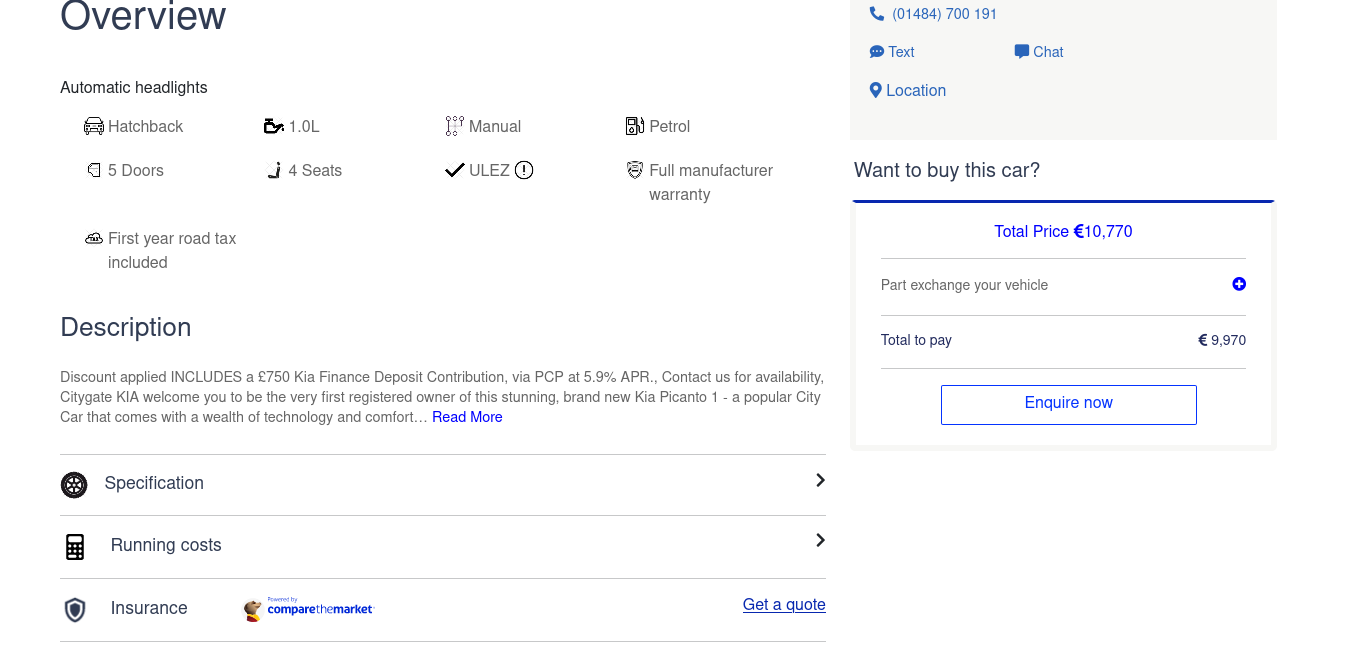 Overview
Automatic headlights
Hatchback
1.0L
Manual
Petrol
5 Doors
4 Seats
ULEZ
Full manufacturer
warranty
First year road tax
included
Description
Discount applied INCLUDES a £750 Kia Finance Deposit Contribution, via PCP at 5.9% APR., Contact us for availability,
Citygate KIA welcome you to be the very first registered owner of this stunning, brand new Kia Picanto 1 - a popular City
Car that comes with a wealth of technology and comfort… Read More
Specification
Running costs
Insurance
Powered by
comparethemarket
Get a quote
(01484) 700 191
Text
Chat
Location
Want to buy this car?
Total Price €10,770
Part exchange your vehicle
Total to pay
€ 9,970
Enquire now